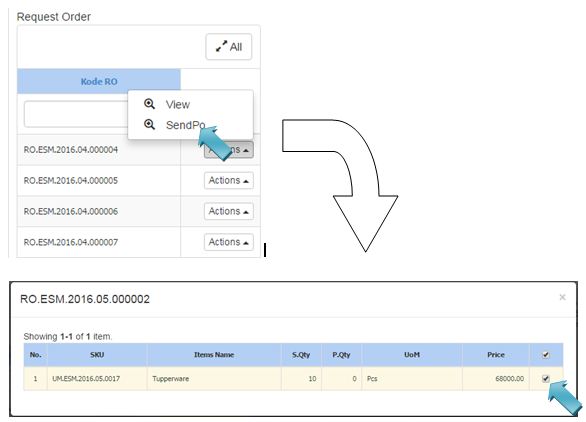 Request Order
All
Kode RO
View
SendPo
RO.ESM.2016.04.000004
RO.ESM.2016.04.000005 Actions
RO.ESM.2016.04.000006 Actions
RO.ESM.2016.04.000007 Actions
RO.ESM.2016.05.000002 ×
Showing 1-1 of 1 item.
No. SKU Items Name S.Qty P.Qty UoM Price
1 UM.ESM.2016.05.0017 Tupperware 10 0 Pcs 68000.00